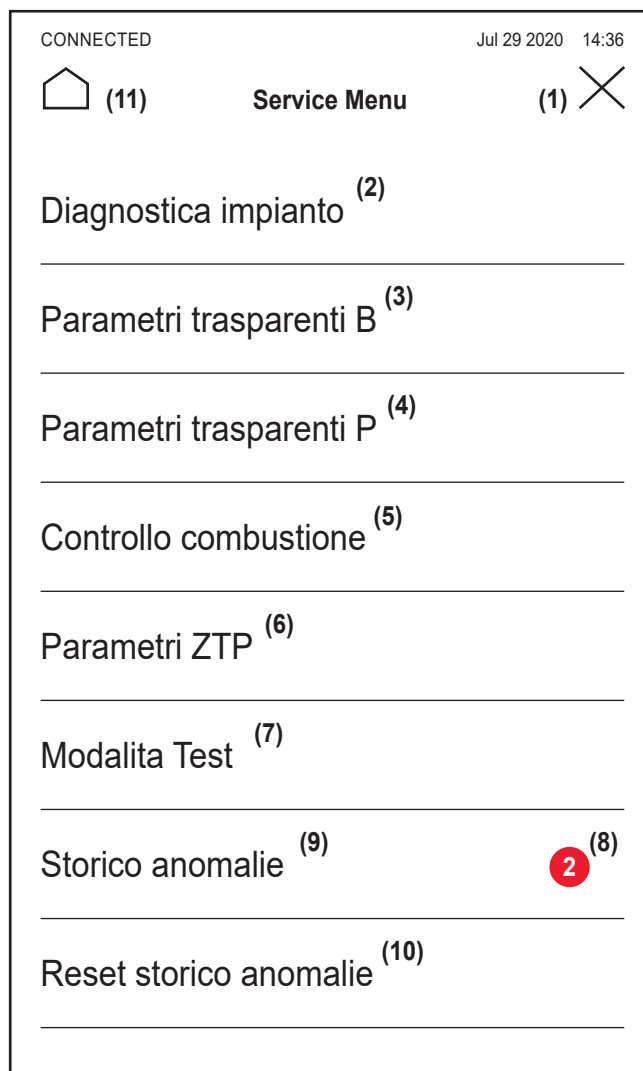 CONNECTED Jul 29 2020 14:36
(11) Service Menu (1)
Diagnostica impianto (2)
Parametri trasparenti B (3)
Parametri trasparenti P (4)
Controllo combustione (5)
Parametri ZTP (6)
Modalita Test (7)
Storico anomalie (9) 2 (8)
Reset storico anomalie (10)